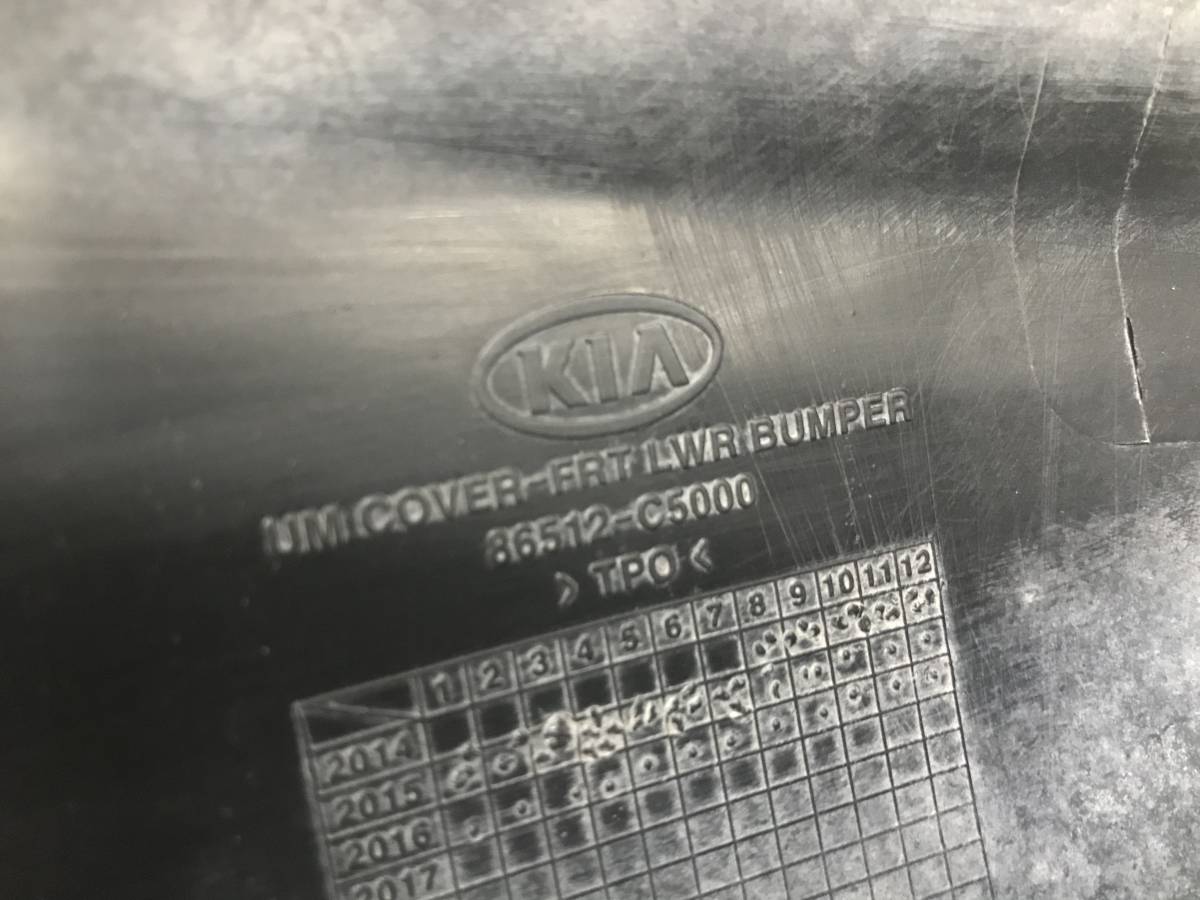 KIA
UM COVER-FRT LWR BUMPER
86512-C5000
> TPO <
1 2 3 4 5 6 7 8 9 10 11 12
2014
2015
2016
2017